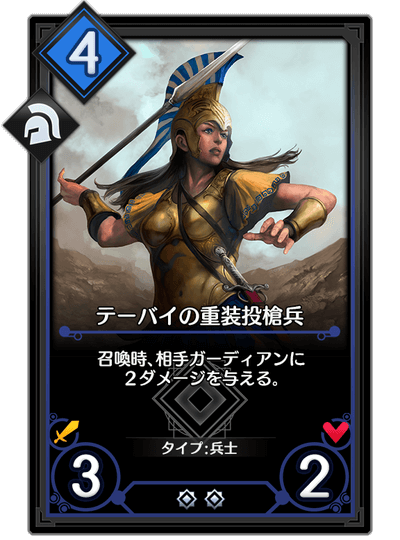 4
テーバイの重装投槍兵
召喚時、相手ガーディアンに
2ダメージを与える。
タイプ:兵士
3
2